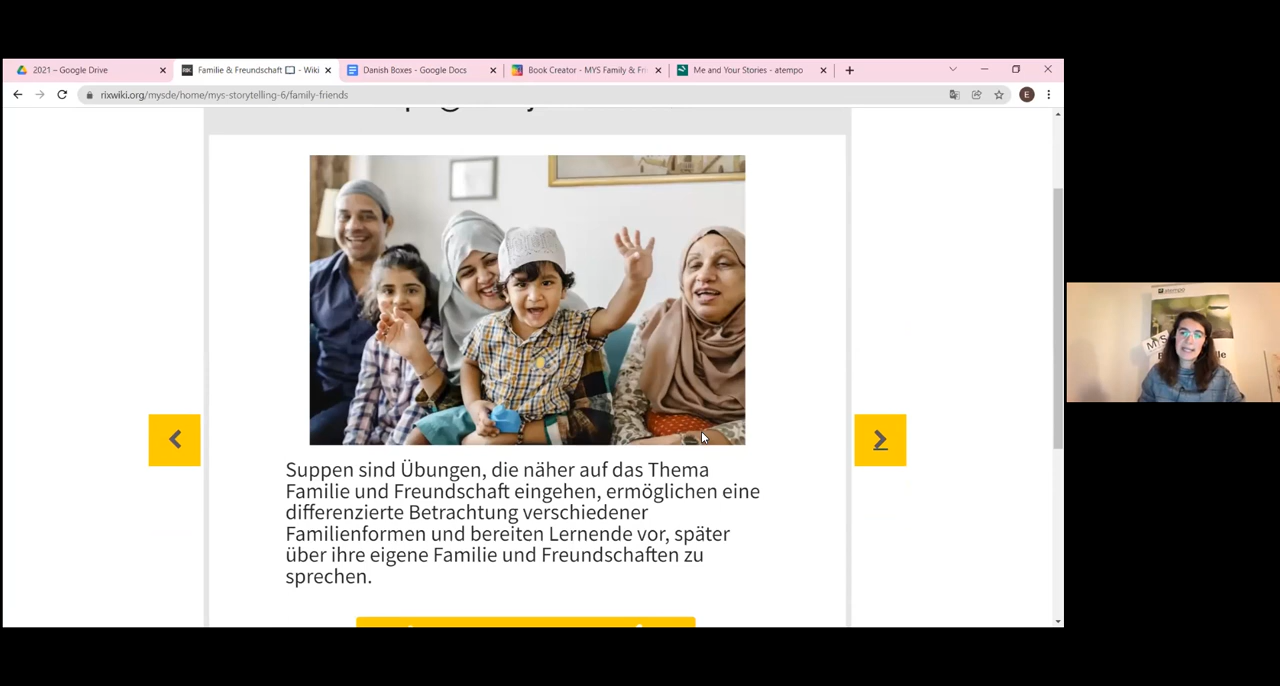 2021 – Google Drive
Familie & Freundschaft - Wiki
Danish Boxes - Google Docs
Book Creator - MYS Family & Fri
Me and Your Stories - atempo
rixwiki.org/mysde/home/mys-storytelling-6/family-friends
E
Suppen sind Übungen, die näher auf das Thema
Familie und Freundschaft eingehen, ermöglichen eine
differenzierte Betrachtung verschiedener
Familienformen und bereiten Lernende vor, später
über ihre eigene Familie und Freundschaften zu
sprechen.
atempo